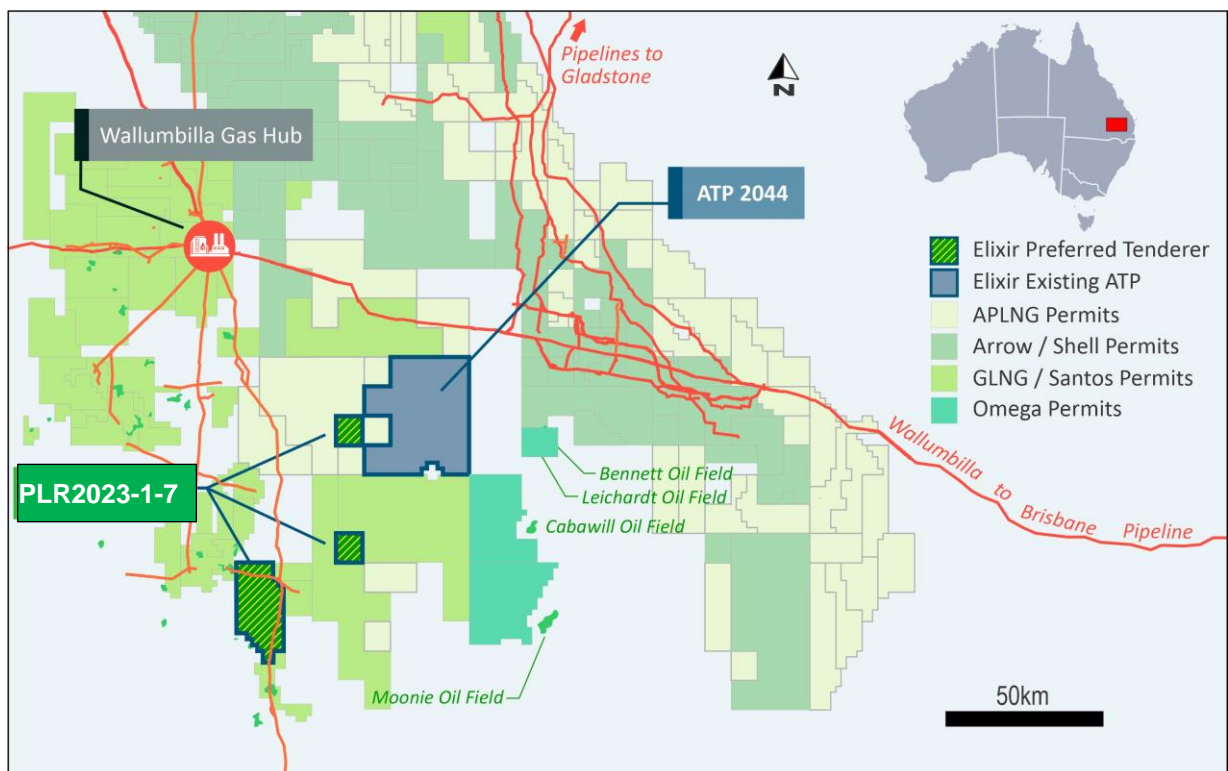 Pipelines to
Gladstone
N
Wallumbilla Gas Hub
ATP 2044
Elixir Preferred Tenderer
Elixir Existing ATP
APLNG Permits
Arrow / Shell Permits
GLNG / Santos Permits
Omega Permits
Bennett Oil Field
Leichardt Oil Field
PLR2023-1-7
Cabawill Oil Field
Wallumbilla to Brisbane Pipeline
Moonie Oil Field
50km